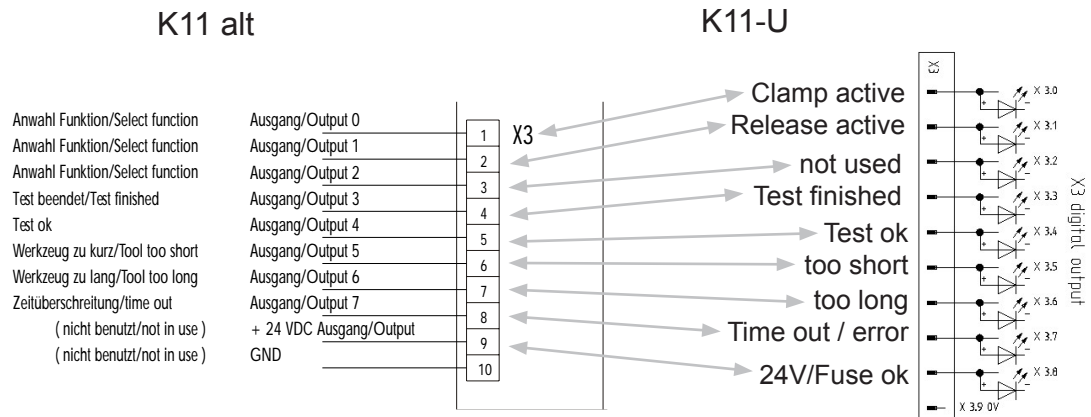 K11 alt
K11-U
Anwahl Funktion/Select function Ausgang/Output 0
Anwahl Funktion/Select function Ausgang/Output 1
Anwahl Funktion/Select function Ausgang/Output 2
Test beendet/Test finished Ausgang/Output 3
Test ok Ausgang/Output 4
Werkzeug zu kurz/Tool too short Ausgang/Output 5
Werkzeug zu lang/Tool too long Ausgang/Output 6
Zeitüberschreitung/time out Ausgang/Output 7
( nicht benutzt/not in use ) + 24 VDC Ausgang/Output
( nicht benutzt/not in use ) GND
1 X3
2
3
4
5
6
7
8
9
10
Clamp active
Release active
not used
Test finished
Test ok
too short
too long
Time out / error
24V/Fuse ok
X3
+ - X 3.0
+ - X 3.1
+ - X 3.2
+ - X 3.3
+ - X 3.4
+ - X 3.5
+ - X 3.6
+ - X 3.7
+ - X 3.8
X 3.9 0V
X3 digital output